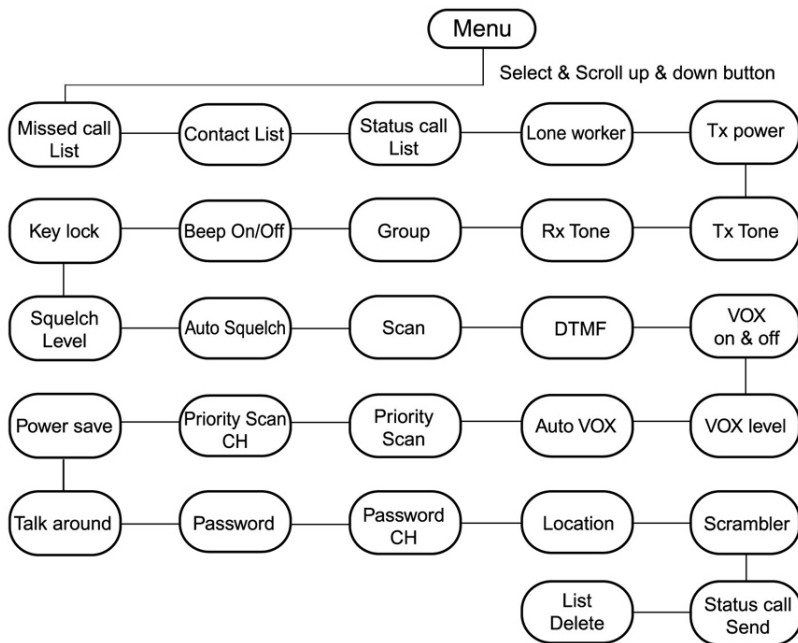 Menu
Select & Scroll up & down button
Missed call
List
Contact List
Status call
List
Lone worker
Tx power
Key lock
Beep On/Off
Group
Rx Tone
Tx Tone
Squelch
Level
Auto Squelch
Scan
DTMF
VOX
on & off
Power save
Priority Scan
CH
Priority
Scan
Auto VOX
VOX level
Talk around
Password
Password
CH
Location
Scrambler
List
Delete
Status call
Send